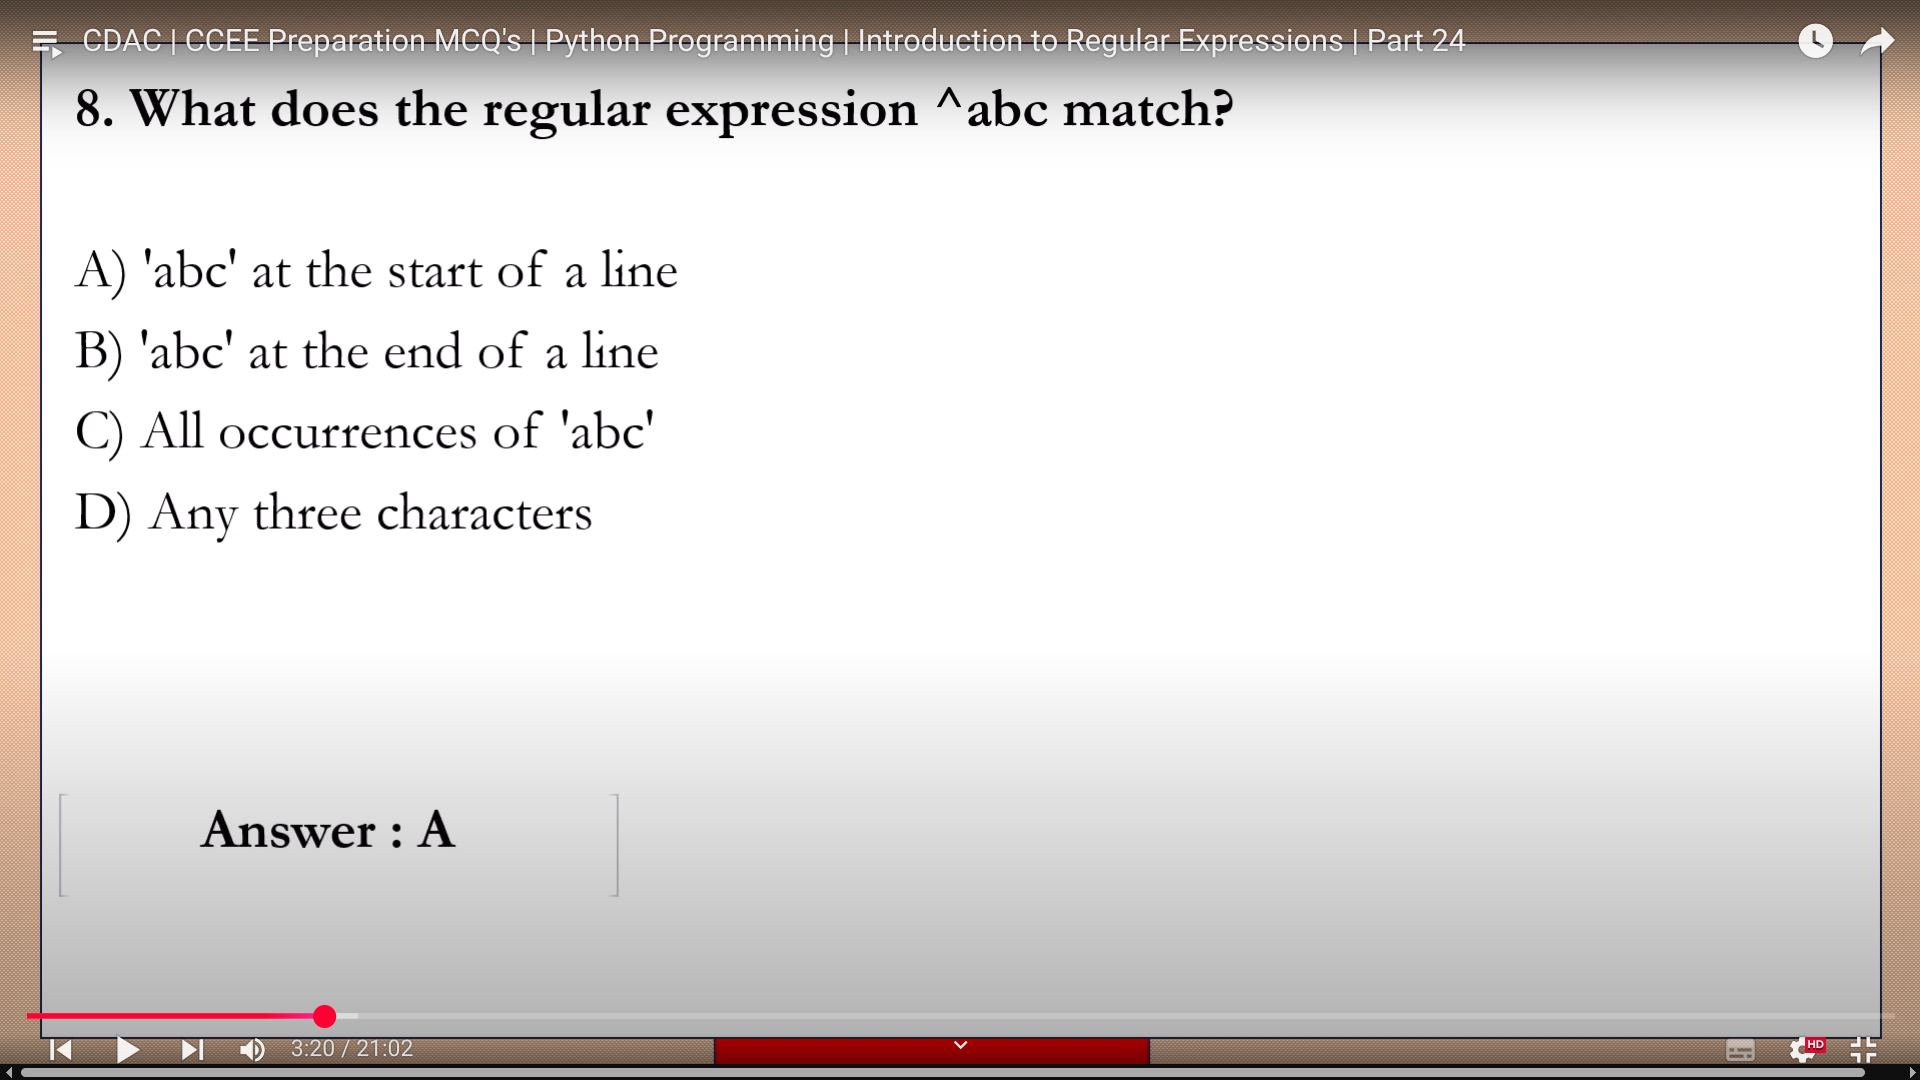 CDAC | CCEE Preparation MCQ's | Python Programming | Introduction to Regular Expressions | Part 24
8. What does the regular expression ^abc match?
A) 'abc' at the start of a line
B) 'abc' at the end of a line
C) All occurrences of 'abc'
D) Any three characters
Answer : A
3:20 / 21:02
HD